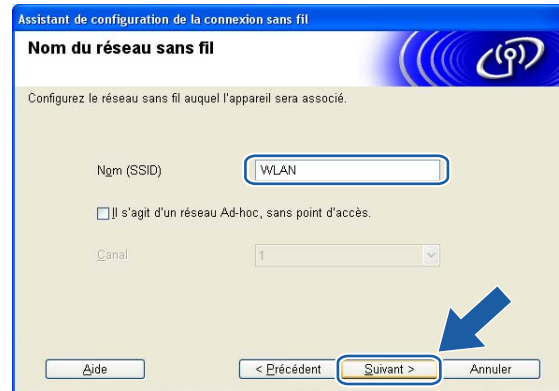 Assistant de configuration de la connexion sans fil
Nom du réseau sans fil
Configurez le réseau sans fil auquel l'appareil sera associé.
Nom (SSID) WLAN
Il s'agit d'un réseau Ad-hoc, sans point d'accès.
Canal 1
Aide < Précédent Suivant > Annuler